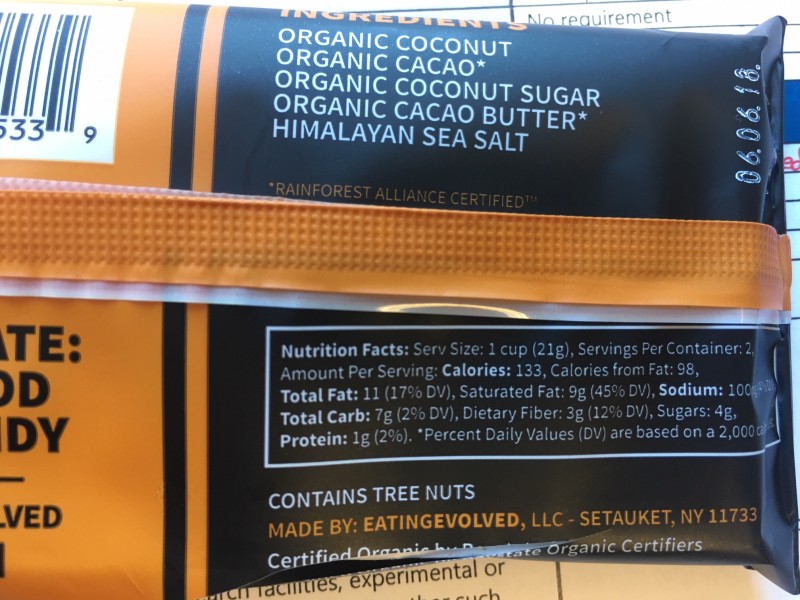 No requirement
INGREDIENTS
ORGANIC COCONUT
ORGANIC CACAO*
ORGANIC COCONUT SUGAR
ORGANIC CACAO BUTTER*
HIMALAYAN SEA SALT
*RAINFOREST ALLIANCE CERTIFIED™
06.06.18.
533 9
ATE:
OD
NDY
LVED
Nutrition Facts: Serv Size: 1 cup (21g), Servings Per Container: 2,
Amount Per Serving: Calories: 133, Calories from Fat: 98,
Total Fat: 11 (17% DV), Saturated Fat: 9g (45% DV), Sodium: 100
Total Carb: 7g (2% DV), Dietary Fiber: 3g (12% DV), Sugars: 4g,
Protein: 1g (2%). *Percent Daily Values (DV) are based on a 2,000
CONTAINS TREE NUTS
MADE BY: EATINGEVOLVED, LLC - SETAUKET, NY 11733
Certified Organic by Organic Certifiers
facilities, experimental or